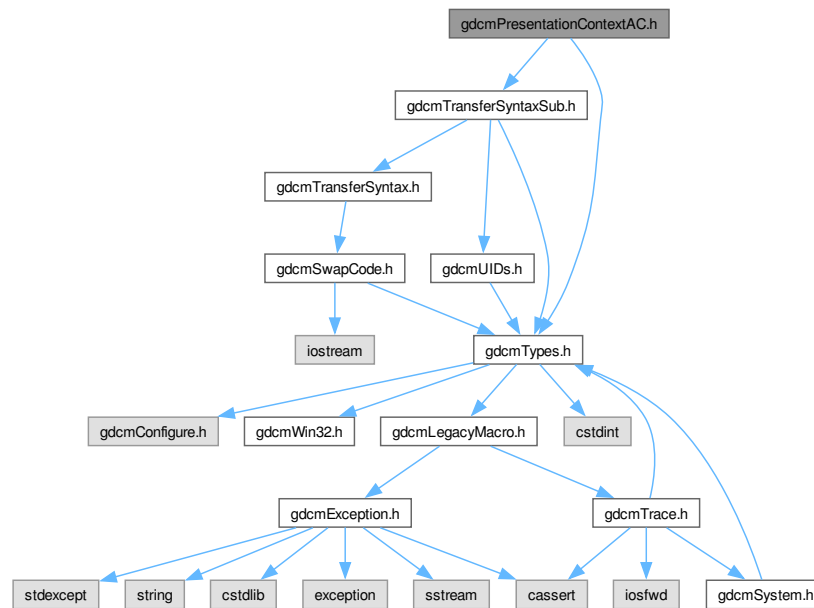 gdcmPresentationContextAC.h
gdcmTransferSyntaxSub.h
gdcmTransferSyntax.h
gdcmSwapCode.h
gdcmUIDs.h
iostream
gdcmTypes.h
gdcmConfigure.h
gdcmWin32.h
gdcmLegacyMacro.h
cstdint
gdcmException.h
gdcmTrace.h
stdexcept
string
cstdlib
exception
sstream
cassert
iosfwd
gdcmSystem.h